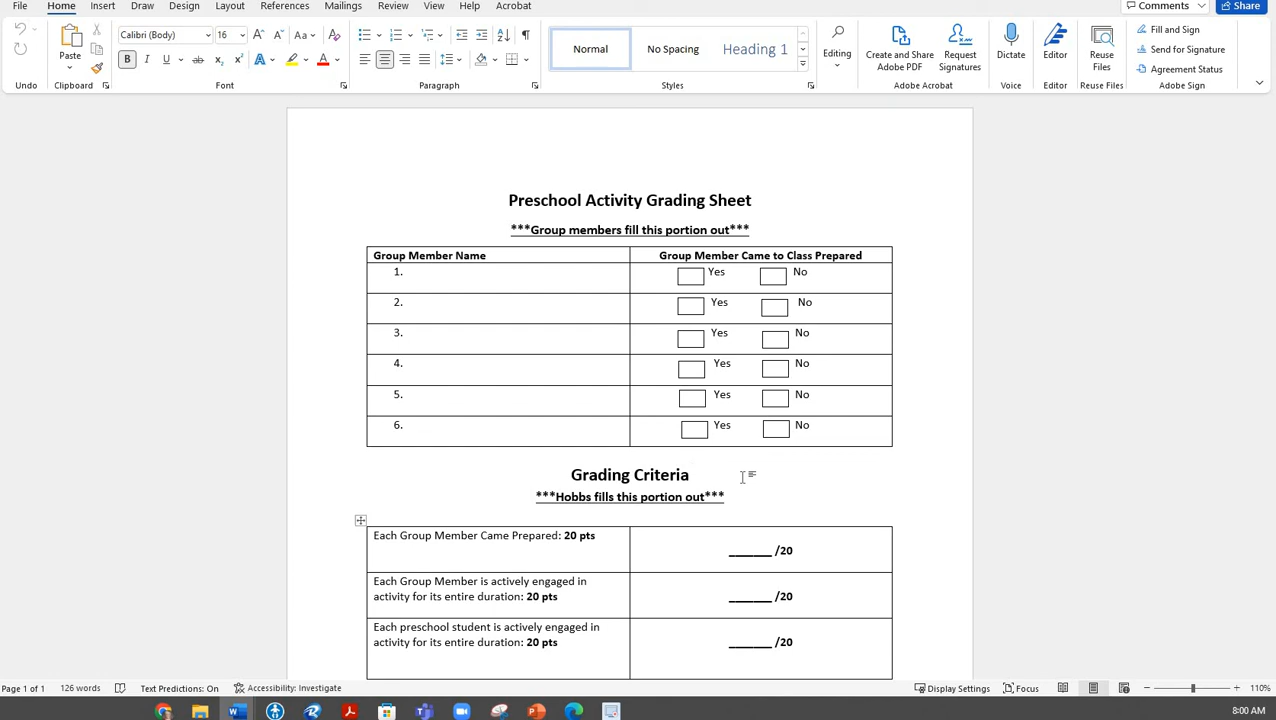 File Home Insert Draw Design Layout References Mailings Review View Help Acrobat Comments Share
Calibri (Body) 16 Aa Normal No Spacing Heading 1
Paste B I U ab x2 x2 A A Editing Create and Share Adobe PDF Request Signatures Dictate Editor Reuse Files
Fill and Sign
Send for Signature
Agreement Status
Undo Clipboard Font Paragraph Styles Adobe Acrobat Voice Editor Reuse Files Adobe Sign
Preschool Activity Grading Sheet
***Group members fill this portion out***
Group Member Name Group Member Came to Class Prepared
1. Yes No
2. Yes No
3. Yes No
4. Yes No
5. Yes No
6. Yes No
Grading Criteria
***Hobbs fills this portion out***
Each Group Member Came Prepared: 20 pts
______ /20
Each Group Member is actively engaged in
activity for its entire duration: 20 pts
______ /20
Each preschool student is actively engaged in
activity for its entire duration: 20 pts
______ /20
Page 1 of 1 126 words Text Predictions: On Accessibility: Investigate Display Settings Focus 110%
8:00 AM